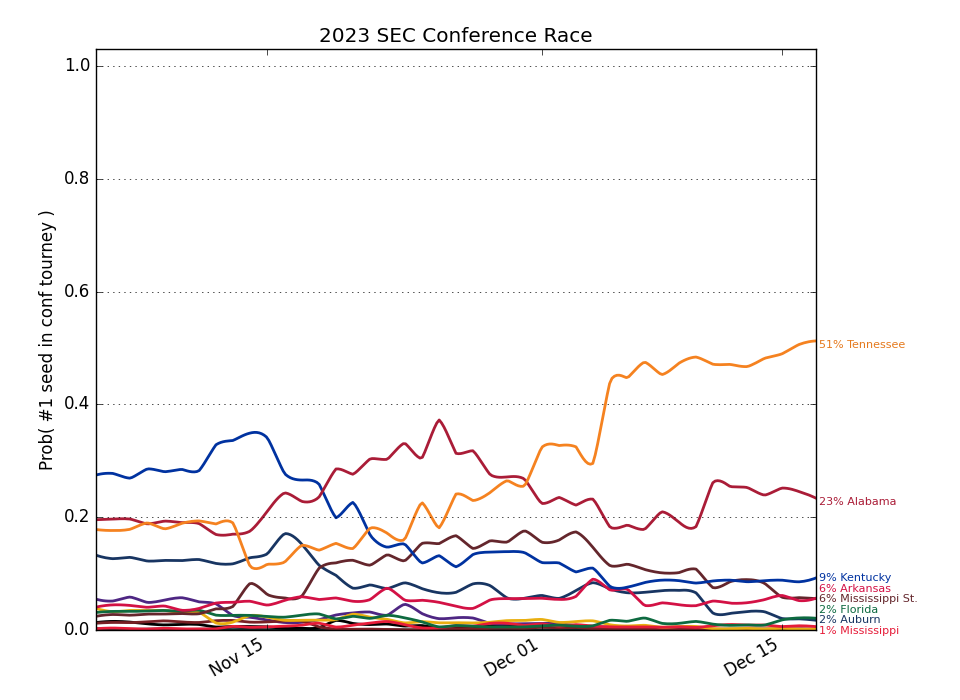 2023 SEC Conference Race
Prob( #1 seed in conf tourney )
1.0
0.8
0.6
0.4
0.2
0.0
Nov 15
Dec 01
Dec 15
51% Tennessee
23% Alabama
9% Kentucky
6% Arkansas
6% Mississippi St.
2% Florida
2% Auburn
1% Mississippi